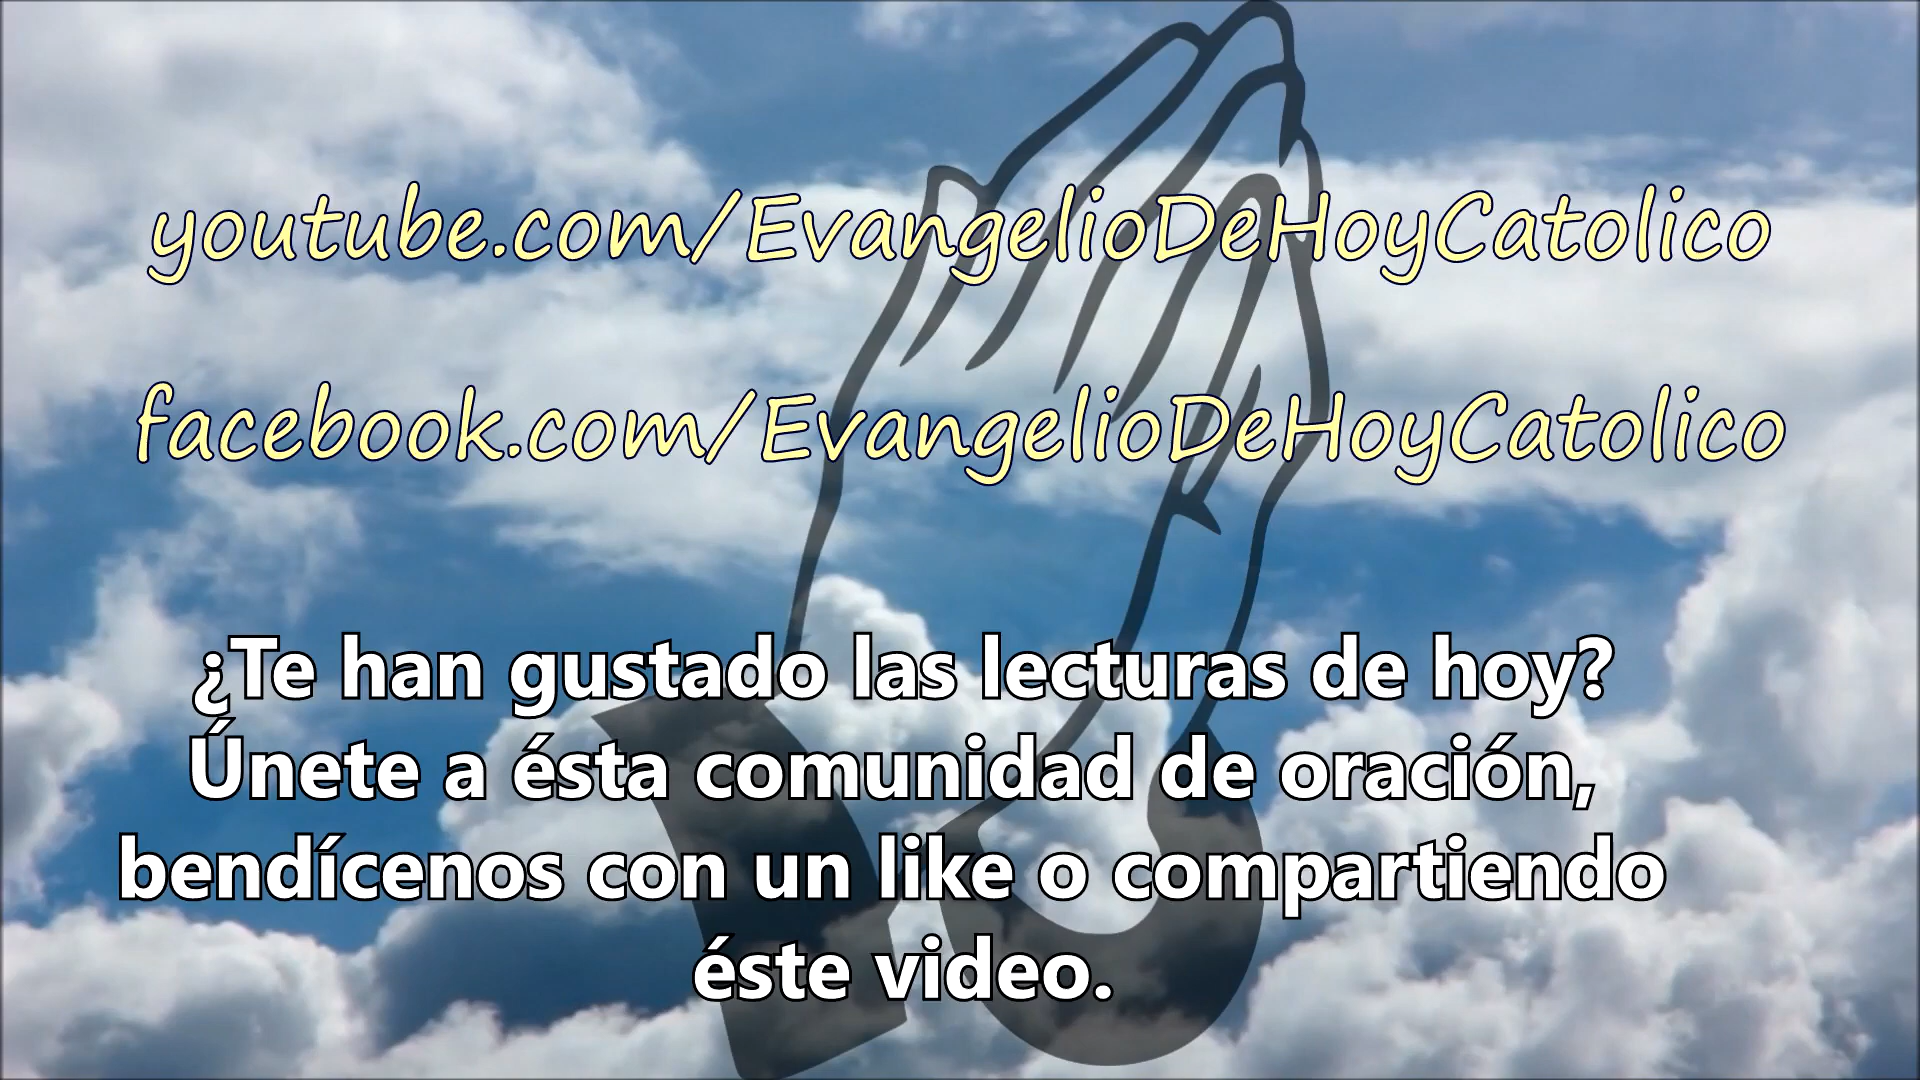 youtube.com/EvangelioDeHoyCatolico
facebook.com/EvangelioDeHoyCatolico
¿Te han gustado las lecturas de hoy?
Únete a ésta comunidad de oración,
bendícenos con un like o compartiendo
éste video.